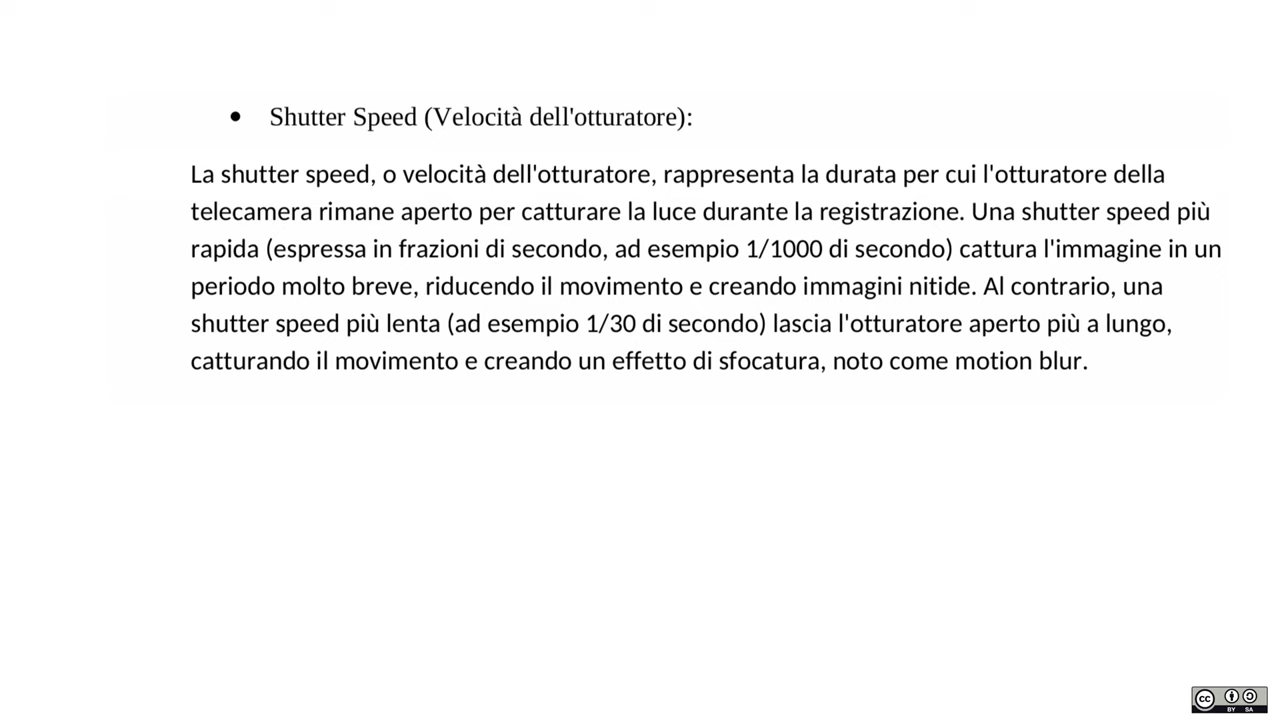 • Shutter Speed (Velocità dell'otturatore):
La shutter speed, o velocità dell'otturatore, rappresenta la durata per cui l'otturatore della
telecamera rimane aperto per catturare la luce durante la registrazione. Una shutter speed più
rapida (espressa in frazioni di secondo, ad esempio 1/1000 di secondo) cattura l'immagine in un
periodo molto breve, riducendo il movimento e creando immagini nitide. Al contrario, una
shutter speed più lenta (ad esempio 1/30 di secondo) lascia l'otturatore aperto più a lungo,
catturando il movimento e creando un effetto di sfocatura, noto come motion blur.
cc
BY SA